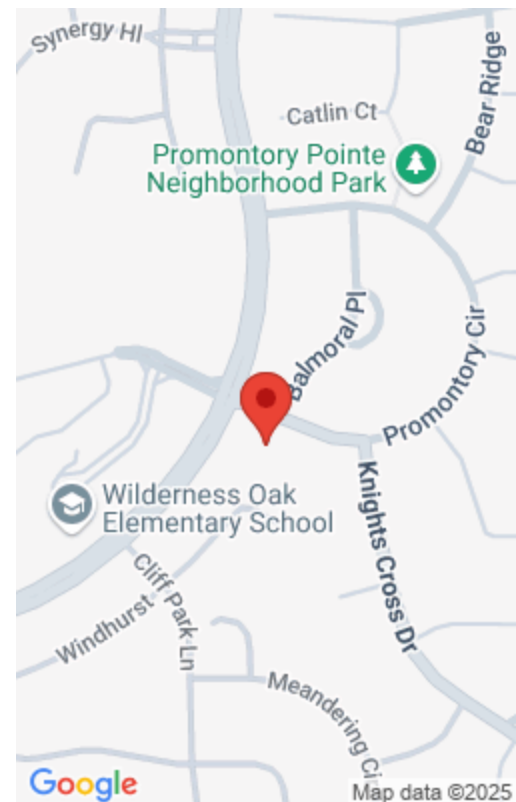 Synergy Hl
Bear Ridge
Catlin Ct
Promontory Pointe
Neighborhood Park
Balmoral Pl
Promontory Cir
Wilderness Oak
Elementary School
Knights Cross Dr
Cliff Park Ln
Windhurst
Meandering Cir
Google
Map data ©2025